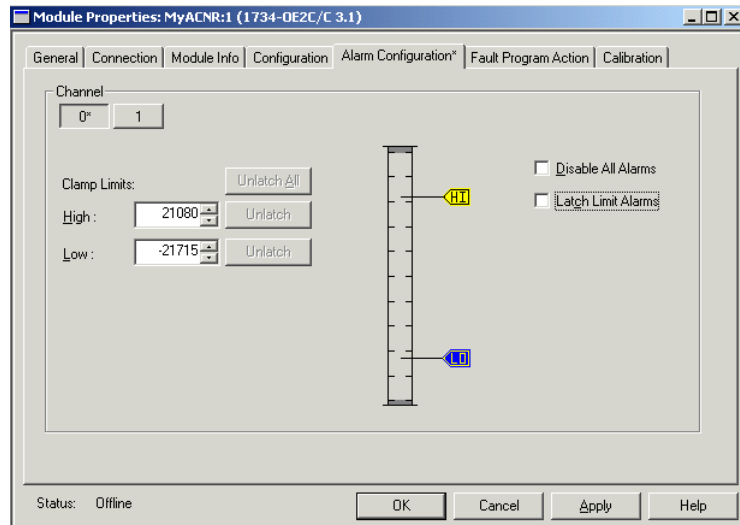 Module Properties: MyACNR:1 (1734-OE2C/C 3.1)
General Connection Module Info Configuration Alarm Configuration* Fault Program Action Calibration
Channel
0* 1
Clamp Limits: Unlatch All
High : 21080 Unlatch
Low : -21715 Unlatch
HI
LO
Disable All Alarms
Latch Limit Alarms
Status: Offline OK Cancel Apply Help